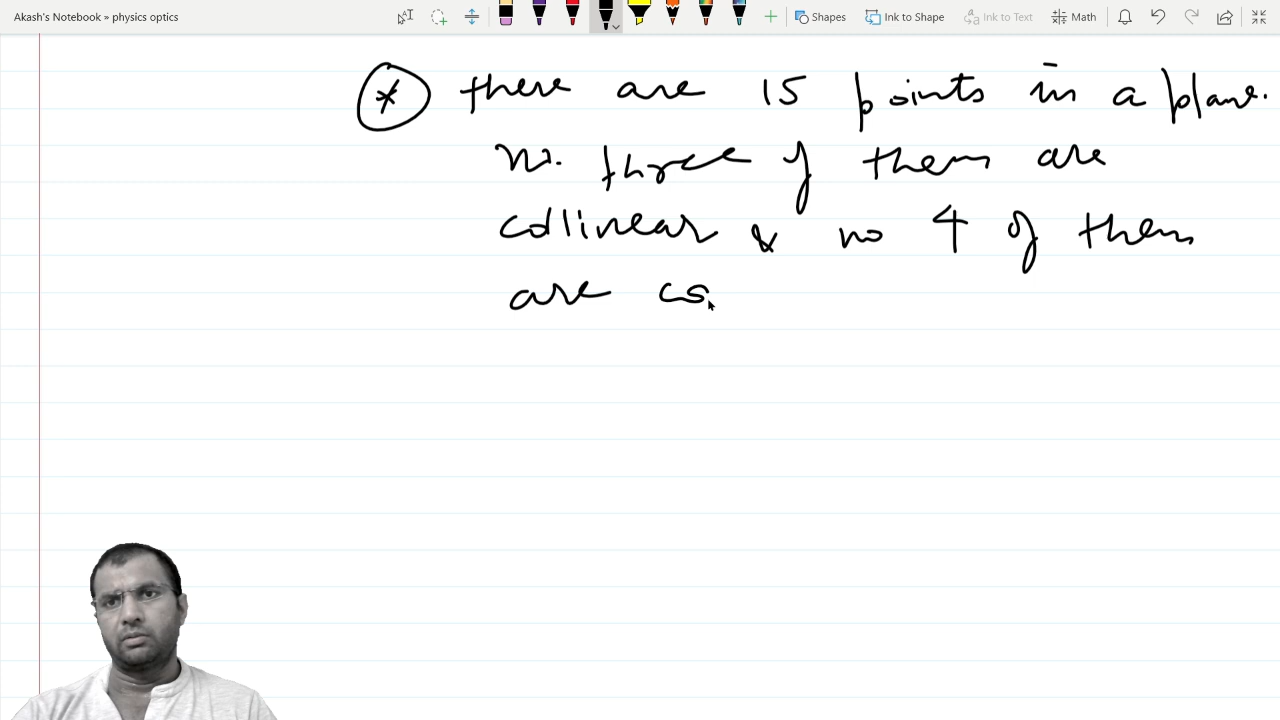 Akash's Notebook » physics optics
Shapes Ink to Shape Ink to Text Math
* there are 15 points in a plane.
no. three of them are
collinear & no 4 of them
are co